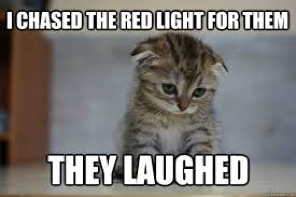 I CHASED THE RED LIGHT FOR THEM
THEY LAUGHED